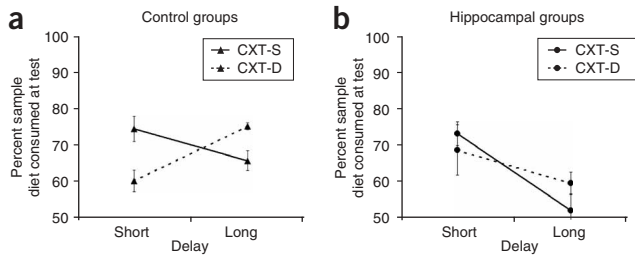 a
Control groups
Percent sample
diet consumed at test
100
90
80
70
60
50
CXT-S
CXT-D
Short
Long
Delay
b
Hippocampal groups
Percent sample
diet consumed at test
100
90
80
70
60
50
CXT-S
CXT-D
Short
Long
Delay